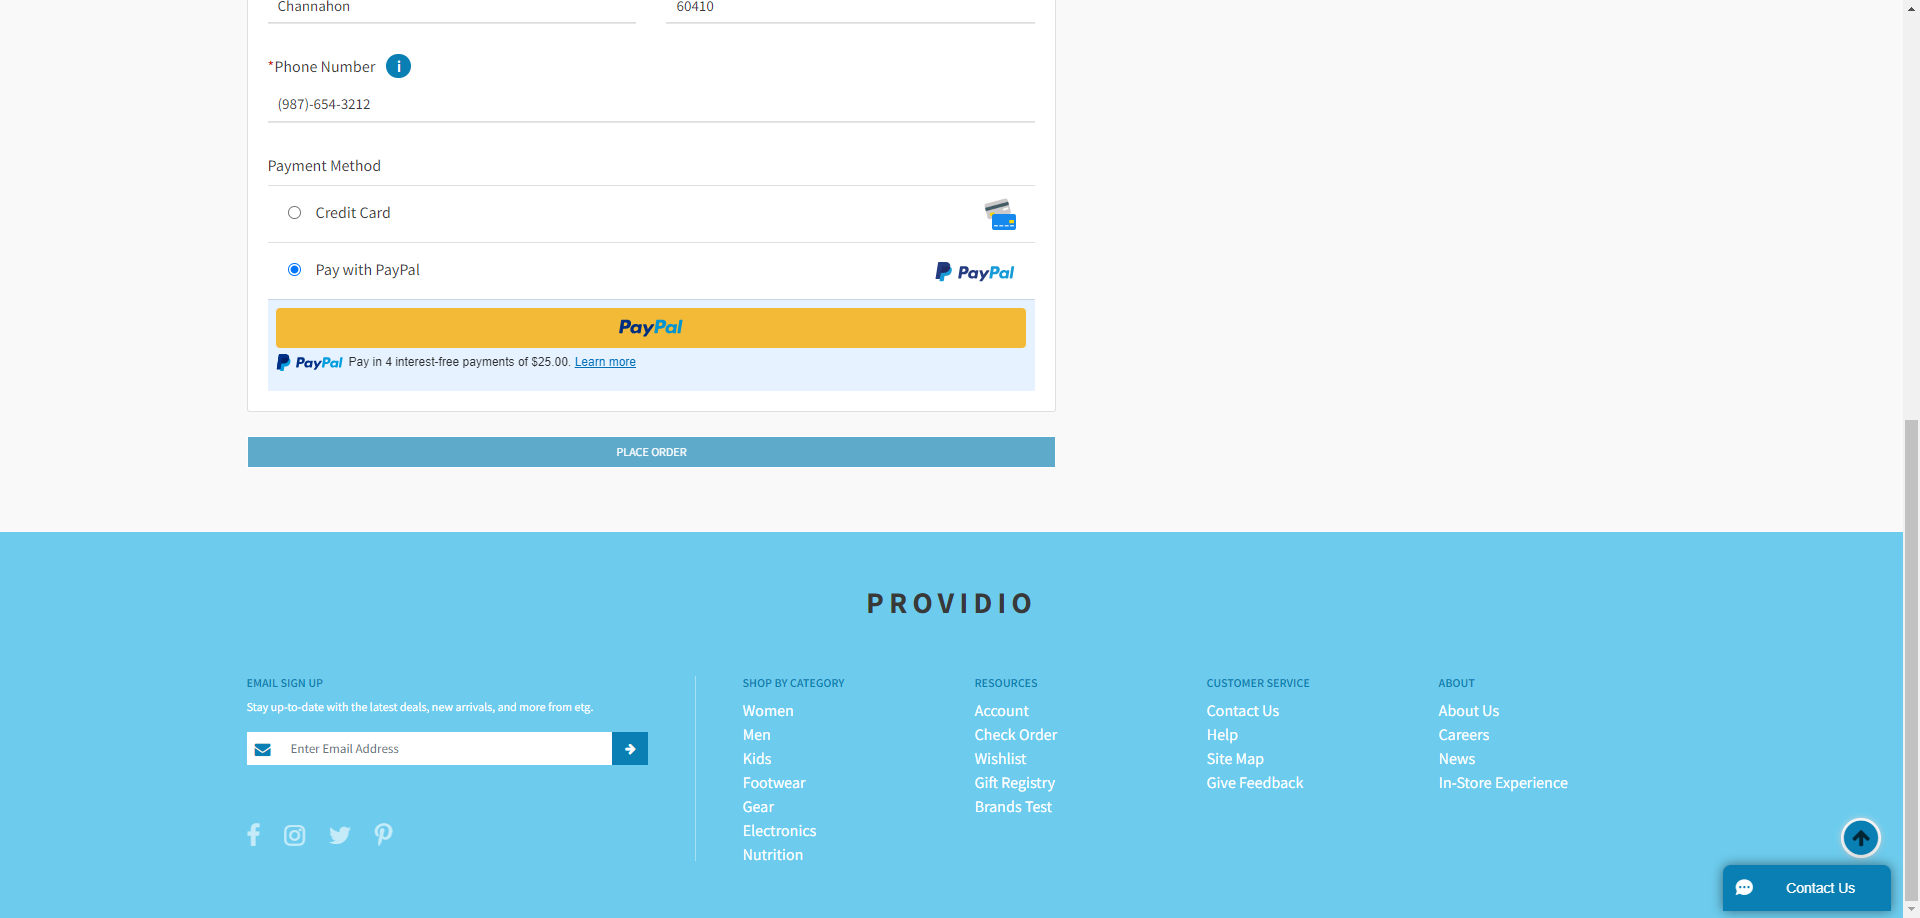 Channahon 60410
*Phone Number i
(987)-654-3212
Payment Method
Credit Card
Pay with PayPal PayPal
PayPal
PayPal Pay in 4 interest-free payments of $25.00. Learn more
PLACE ORDER
PROVIDIO
EMAIL SIGN UP
Stay up-to-date with the latest deals, new arrivals, and more from etg.
Enter Email Address
SHOP BY CATEGORY
Women
Men
Kids
Footwear
Gear
Electronics
Nutrition
RESOURCES
Account
Check Order
Wishlist
Gift Registry
Brands Test
CUSTOMER SERVICE
Contact Us
Help
Site Map
Give Feedback
ABOUT
About Us
Careers
News
In-Store Experience
Contact Us